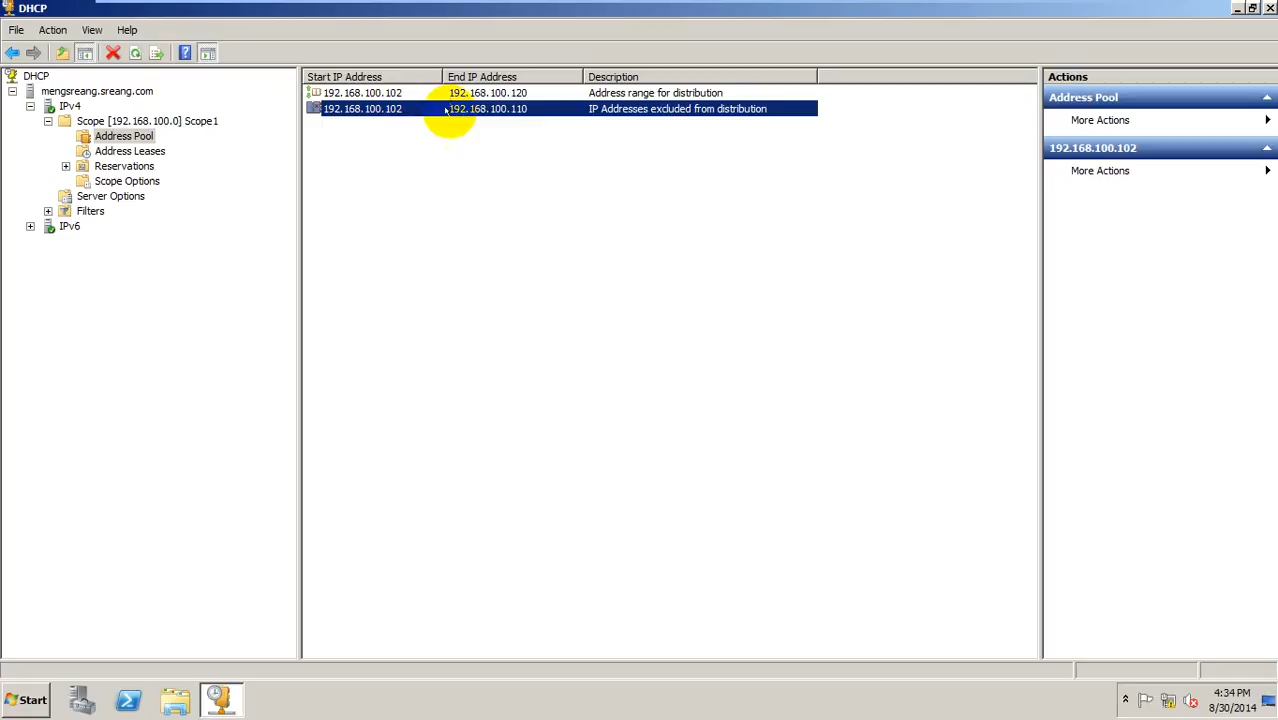 DHCP
File Action View Help
DHCP
mengsreang.sreang.com
IPv4
Scope [192.168.100.0] Scope1
Address Pool
Address Leases
Reservations
Scope Options
Server Options
Filters
IPv6
Start IP Address End IP Address Description
192.168.100.102 192.168.100.120 Address range for distribution
192.168.100.102 192.168.100.110 IP Addresses excluded from distribution
Actions
Address Pool
More Actions
192.168.100.102
More Actions
Start
4:34 PM
8/30/2014